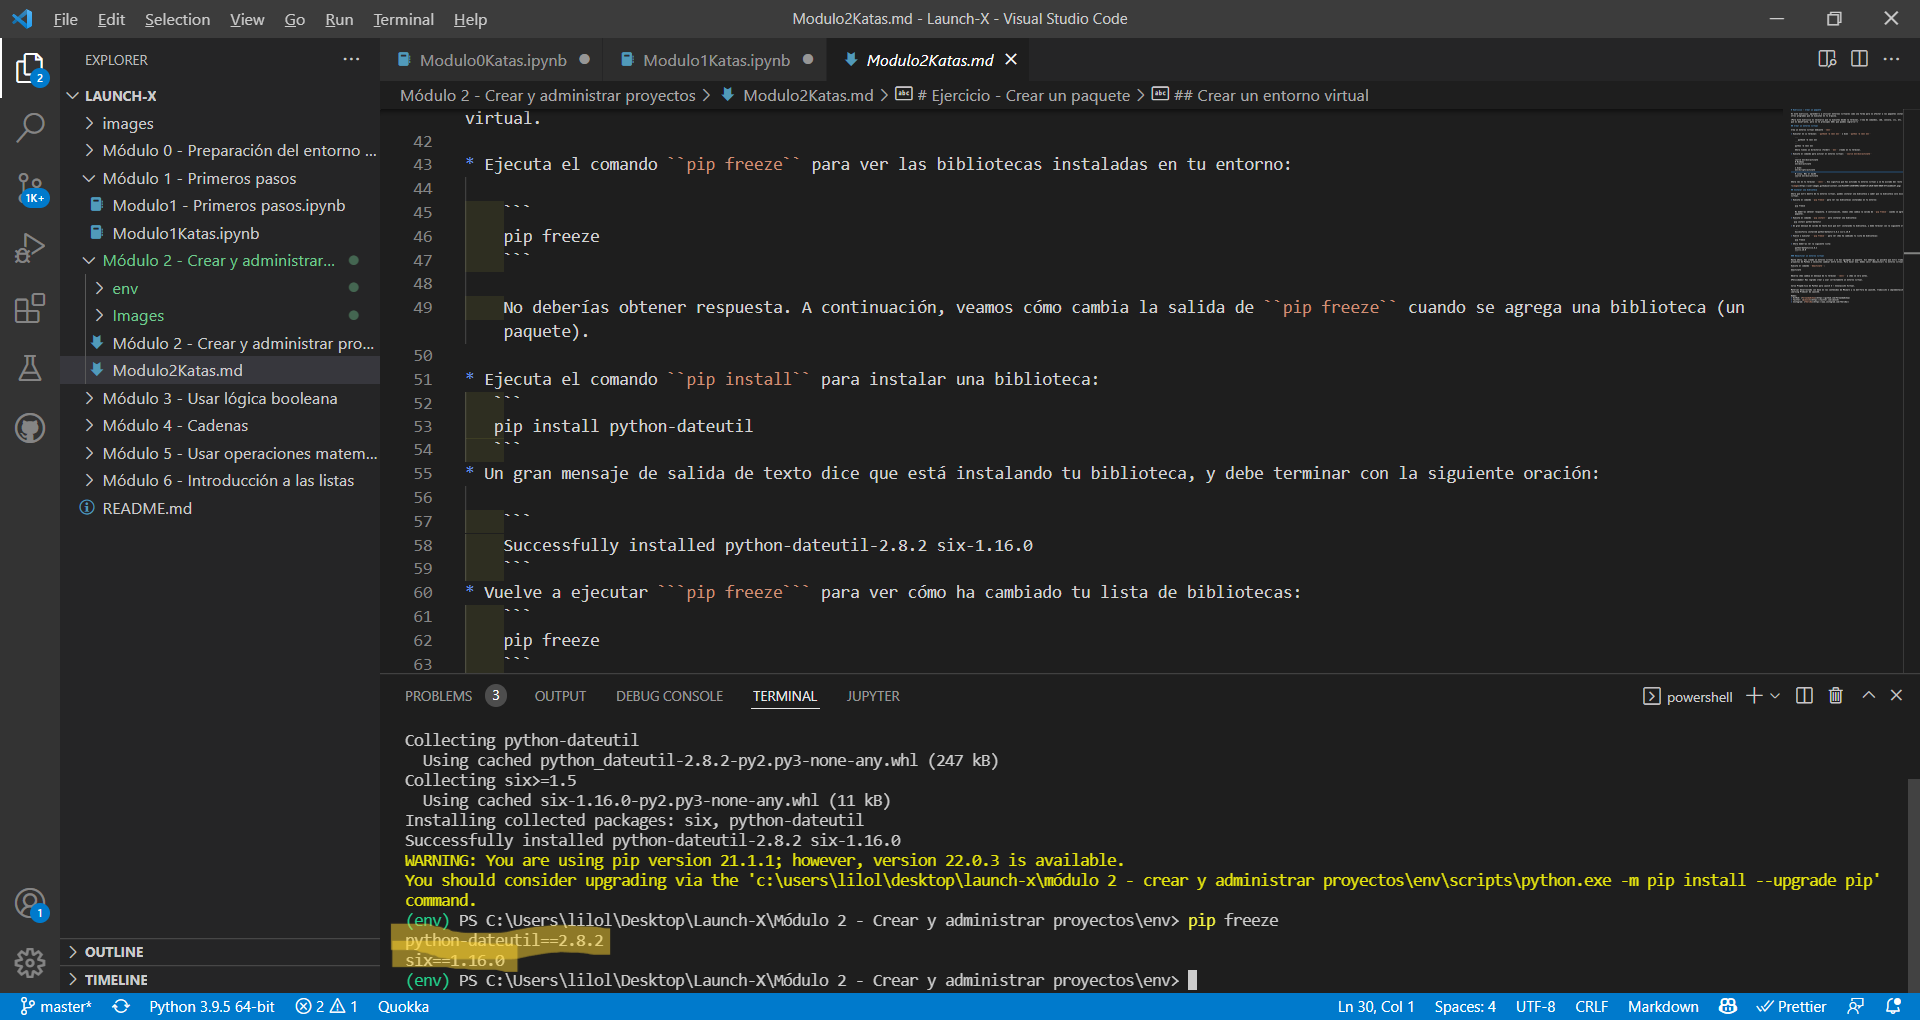 File Edit Selection View Go Run Terminal Help
Modulo2Katas.md - Launch-X - Visual Studio Code
EXPLORER
LAUNCH-X
images
Módulo 0 - Preparación del entorno ...
Módulo 1 - Primeros pasos
Modulo1 - Primeros pasos.ipynb
Modulo1Katas.ipynb
Módulo 2 - Crear y administrar...
env
Images
Módulo 2 - Crear y administrar pro...
Modulo2Katas.md
Módulo 3 - Usar lógica booleana
Módulo 4 - Cadenas
Módulo 5 - Usar operaciones matem...
Módulo 6 - Introducción a las listas
README.md
OUTLINE
TIMELINE
2
1K+
1
Modulo0Katas.ipynb
Modulo1Katas.ipynb
Modulo2Katas.md
Módulo 2 - Crear y administrar proyectos > Modulo2Katas.md > # Ejercicio - Crear un paquete > ## Crear un entorno virtual
virtual.
42
43 * Ejecuta el comando ``pip freeze`` para ver las bibliotecas instaladas en tu entorno:
44
45 ```
46 pip freeze
47 ```
48
49 No deberías obtener respuesta. A continuación, veamos cómo cambia la salida de ``pip freeze`` cuando se agrega una biblioteca (un
paquete).
50
51 * Ejecuta el comando ``pip install`` para instalar una biblioteca:
52 ```
53 pip install python-dateutil
54 ```
55 * Un gran mensaje de salida de texto dice que está instalando tu biblioteca, y debe terminar con la siguiente oración:
56
57 ```
58 Successfully installed python-dateutil-2.8.2 six-1.16.0
59 ```
60 * Vuelve a ejecutar ```pip freeze``` para ver cómo ha cambiado tu lista de bibliotecas:
61 ```
62 pip freeze
63 ```
PROBLEMS 3 OUTPUT DEBUG CONSOLE TERMINAL JUPYTER
powershell
Collecting python-dateutil
Using cached python_dateutil-2.8.2-py2.py3-none-any.whl (247 kB)
Collecting six>=1.5
Using cached six-1.16.0-py2.py3-none-any.whl (11 kB)
Installing collected packages: six, python-dateutil
Successfully installed python-dateutil-2.8.2 six-1.16.0
WARNING: You are using pip version 21.1.1; however, version 22.0.3 is available.
You should consider upgrading via the 'c:\users\lilol\desktop\launch-x\módulo 2 - crear y administrar proyectos\env\scripts\python.exe -m pip install --upgrade pip'
command.
(env) PS C:\Users\lilol\Desktop\Launch-X\Módulo 2 - Crear y administrar proyectos\env> pip freeze
python-dateutil==2.8.2
six==1.16.0
(env) PS C:\Users\lilol\Desktop\Launch-X\Módulo 2 - Crear y administrar proyectos\env>
master* Python 3.9.5 64-bit 2 1 Quokka
Ln 30, Col 1 Spaces: 4 UTF-8 CRLF Markdown Prettier